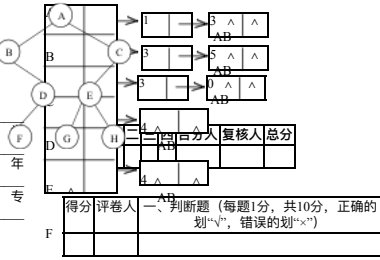 A
1
3 ∧ ∧
AB
B
C
B
3
5 ∧ ∧
AB
D
E
3
0 ∧ ∧
AB
F
G
H
4
二 三 四 合分人 复核人 总分
D
AB
年
4 ∧ ∧
AB
专
E
得分 评卷人 一、判断题（每题1分，共10分，正确的
划“√”，错误的划“×”）
F